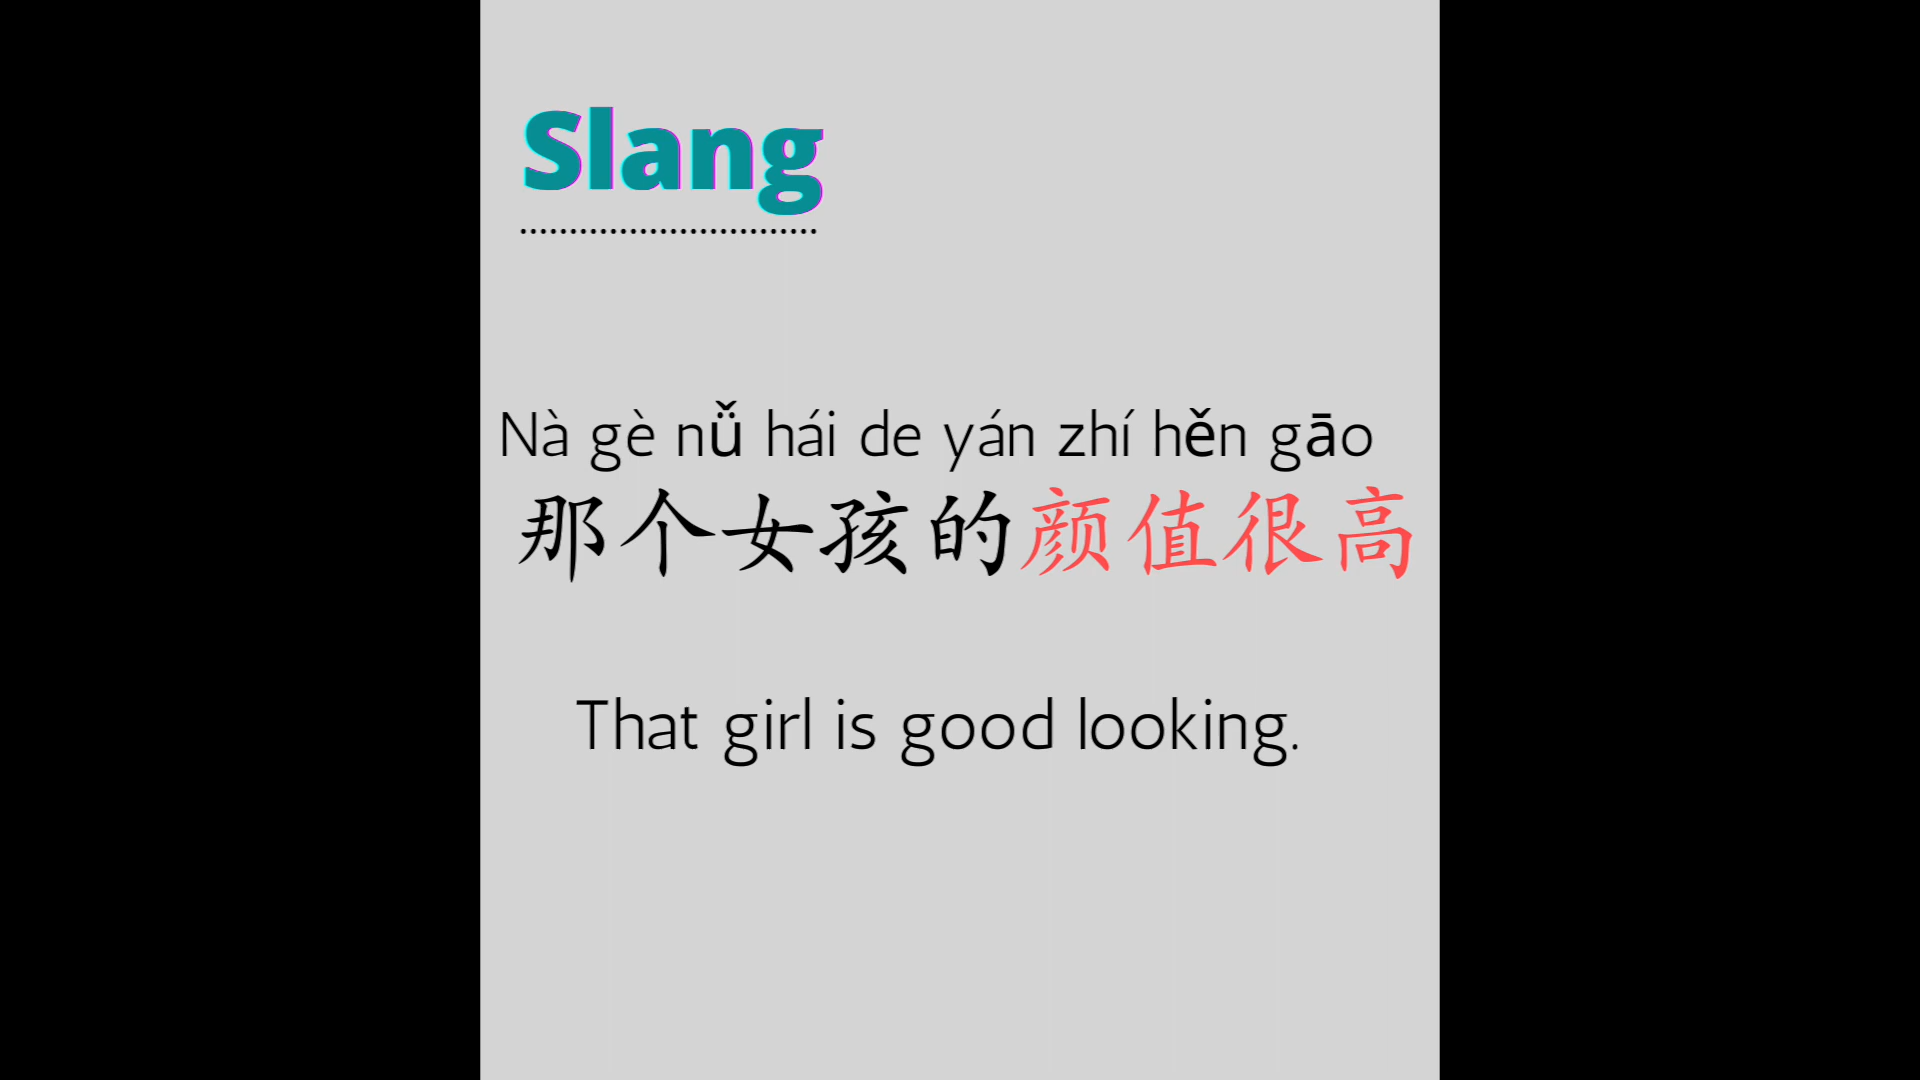 Slang
Nà gè nǚ hái de yán zhí hěn gāo
那个女孩的颜值很高
That girl is good looking.